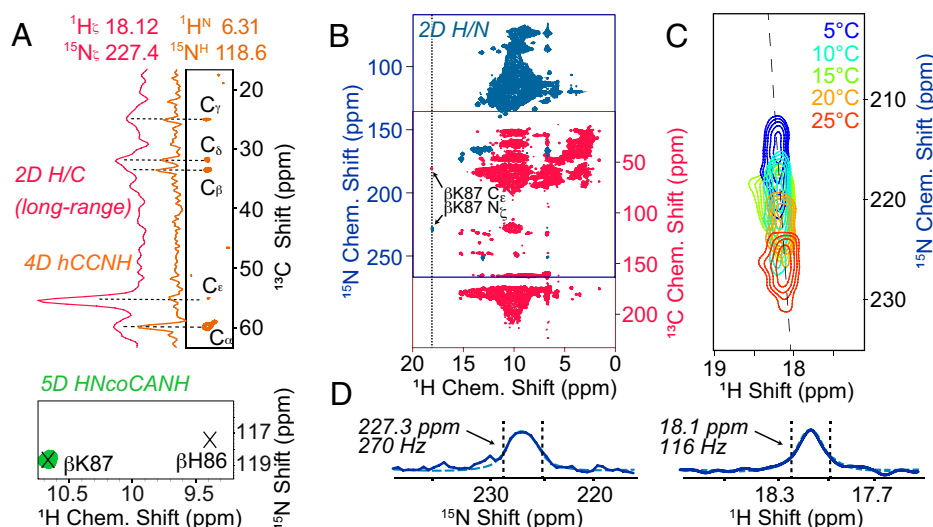 A
¹Hζ 18.12 ¹Hᴺ 6.31
¹⁵Nζ 227.4 ¹⁵Nᴴ 118.6
Cγ
Cδ
Cβ
Cε
Cα
2D H/C
(long-range)
4D hCCNH
20
30
40
50
60
¹³C Shift (ppm)
5D HNcoCANH
βK87
βH86
117
119
¹⁵N Shift (ppm)
10.5 10 9.5
¹H Chem. Shift (ppm)
B
2D H/N
100
150
200
250
¹⁵N Chem. Shift (ppm)
βK87 Cε
βK87 Nζ
50
100
150
200
¹³C Chem. Shift (ppm)
20 15 10 5 0
¹H Chem. Shift (ppm)
C
5°C
10°C
15°C
20°C
25°C
210
220
230
¹⁵N Chem. Shift (ppm)
19 18
¹H Shift (ppm)
D
227.3 ppm
270 Hz
230 220
¹⁵N Shift (ppm)
18.1 ppm
116 Hz
18.3 17.7
¹H Chem. Shift (ppm)